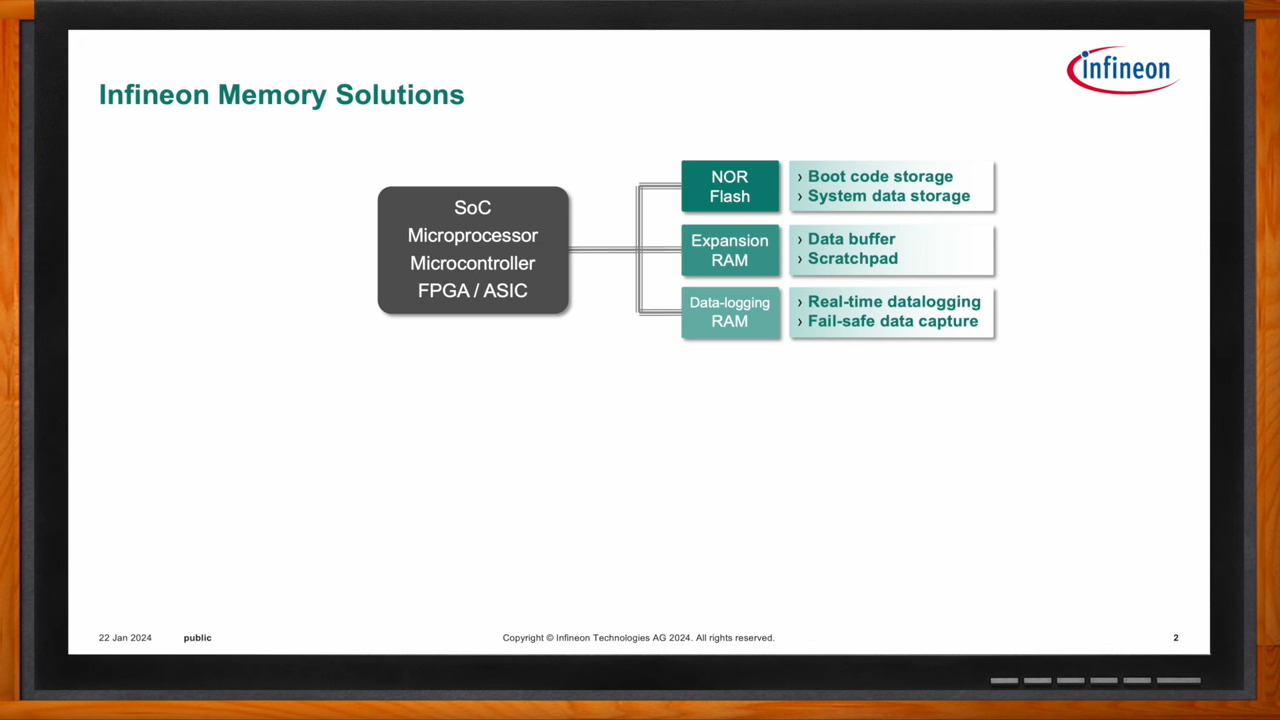 infineon
Infineon Memory Solutions
SoC
Microprocessor
Microcontroller
FPGA / ASIC
NOR
Flash
› Boot code storage
› System data storage
Expansion
RAM
› Data buffer
› Scratchpad
Data-logging
RAM
› Real-time datalogging
› Fail-safe data capture
22 Jan 2024
public
Copyright © Infineon Technologies AG 2024. All rights reserved.
2